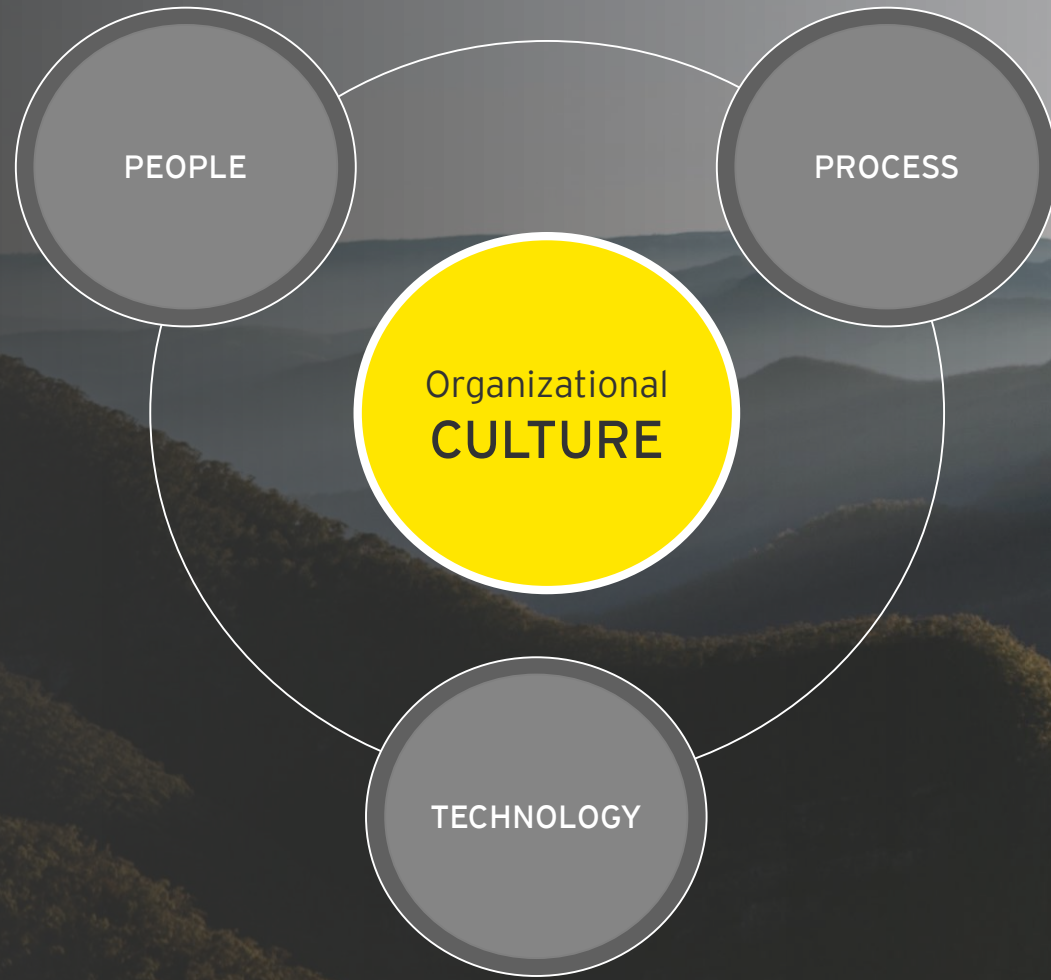 PEOPLE
PROCESS
Organizational
CULTURE
TECHNOLOGY